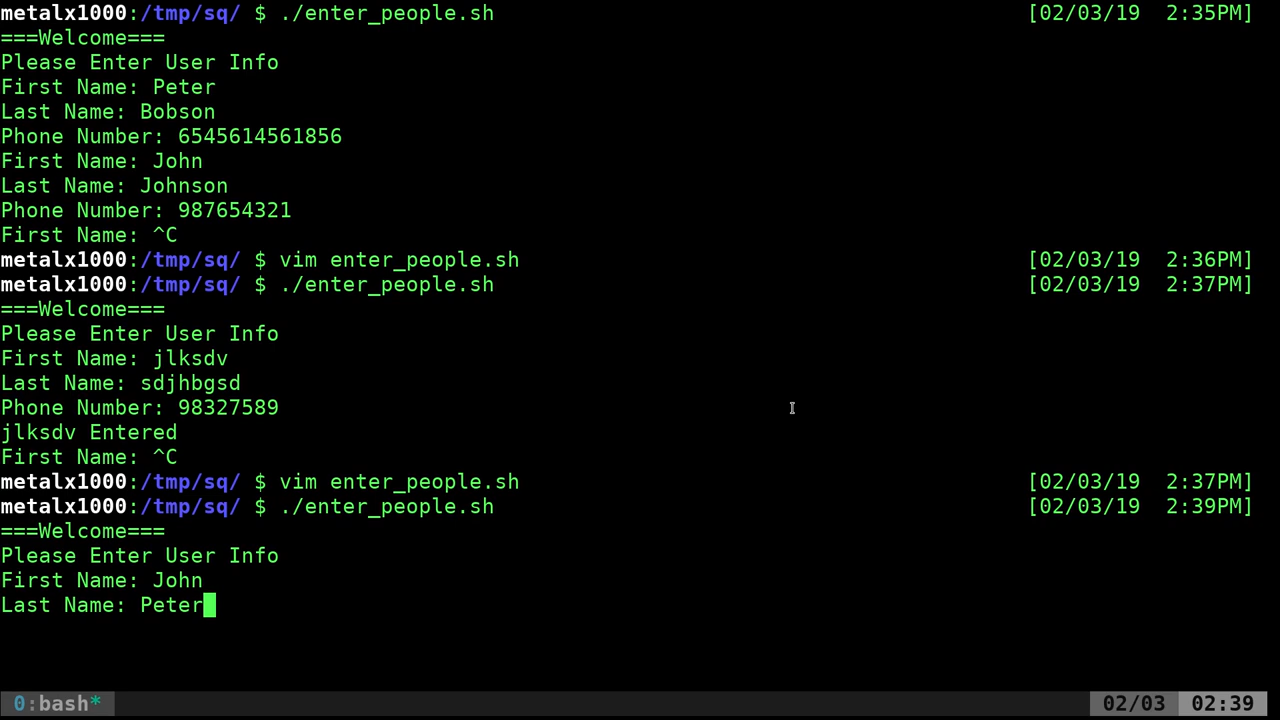 metalx1000:/tmp/sq/ $ ./enter_people.sh [02/03/19  2:35PM]
===Welcome===
Please Enter User Info
First Name: Peter
Last Name: Bobson
Phone Number: 6545614561856
First Name: John
Last Name: Johnson
Phone Number: 987654321
First Name: ^C
metalx1000:/tmp/sq/ $ vim enter_people.sh [02/03/19  2:36PM]
metalx1000:/tmp/sq/ $ ./enter_people.sh [02/03/19  2:37PM]
===Welcome===
Please Enter User Info
First Name: jlksdv
Last Name: sdjhbgsd
Phone Number: 98327589
jlksdv Entered
First Name: ^C
metalx1000:/tmp/sq/ $ vim enter_people.sh [02/03/19  2:37PM]
metalx1000:/tmp/sq/ $ ./enter_people.sh [02/03/19  2:39PM]
===Welcome===
Please Enter User Info
First Name: John
Last Name: Peter
0:bash* 02/03 02:39